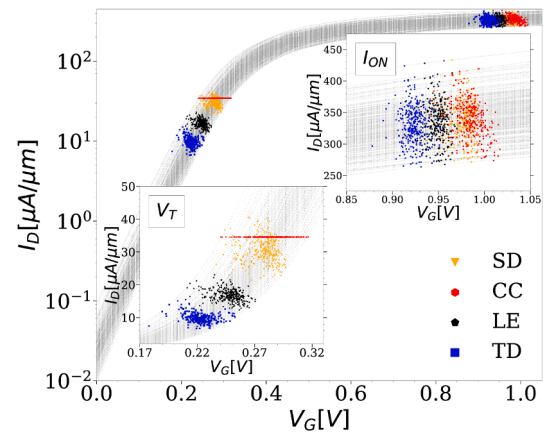 10²
10¹
10⁰
10⁻¹
10⁻²
I_D[μA/μm]
0.0
0.2
0.4
0.6
0.8
1.0
V_G[V]
I_ON
400
350
300
250
I_D[μA/μm]
0.85
0.90
0.95
1.00
1.05
V_G[V]
V_T
50
40
30
20
10
I_D[μA/μm]
0.17
0.22
0.27
0.32
V_G[V]
SD
CC
LE
TD